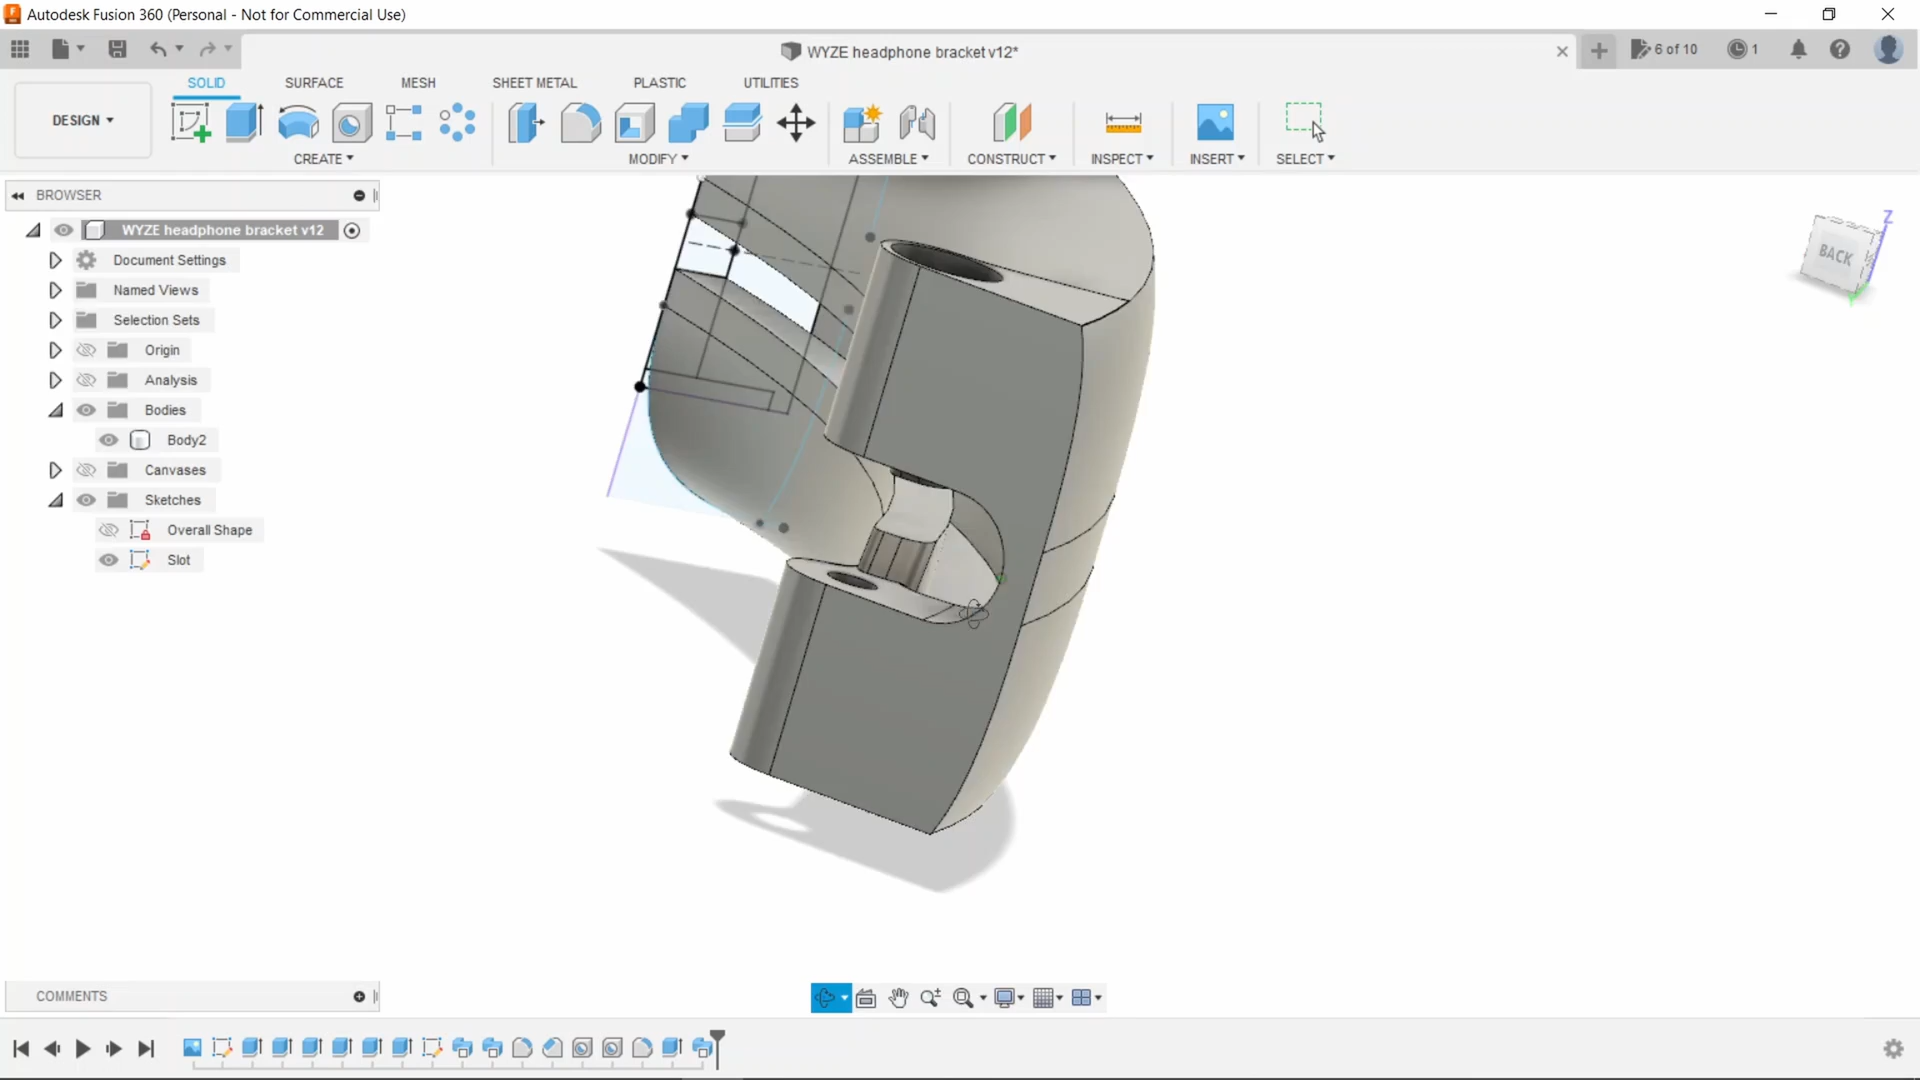 Autodesk Fusion 360 (Personal - Not for Commercial Use)
WYZE headphone bracket v12*
6 of 10
1
DESIGN
SOLID
SURFACE
MESH
SHEET METAL
PLASTIC
UTILITIES
CREATE
MODIFY
ASSEMBLE
CONSTRUCT
INSPECT
INSERT
SELECT
BROWSER
WYZE headphone bracket v12
Document Settings
Named Views
Selection Sets
Origin
Analysis
Bodies
Body2
Canvases
Sketches
Overall Shape
Slot
Z
BACK
Y
COMMENTS